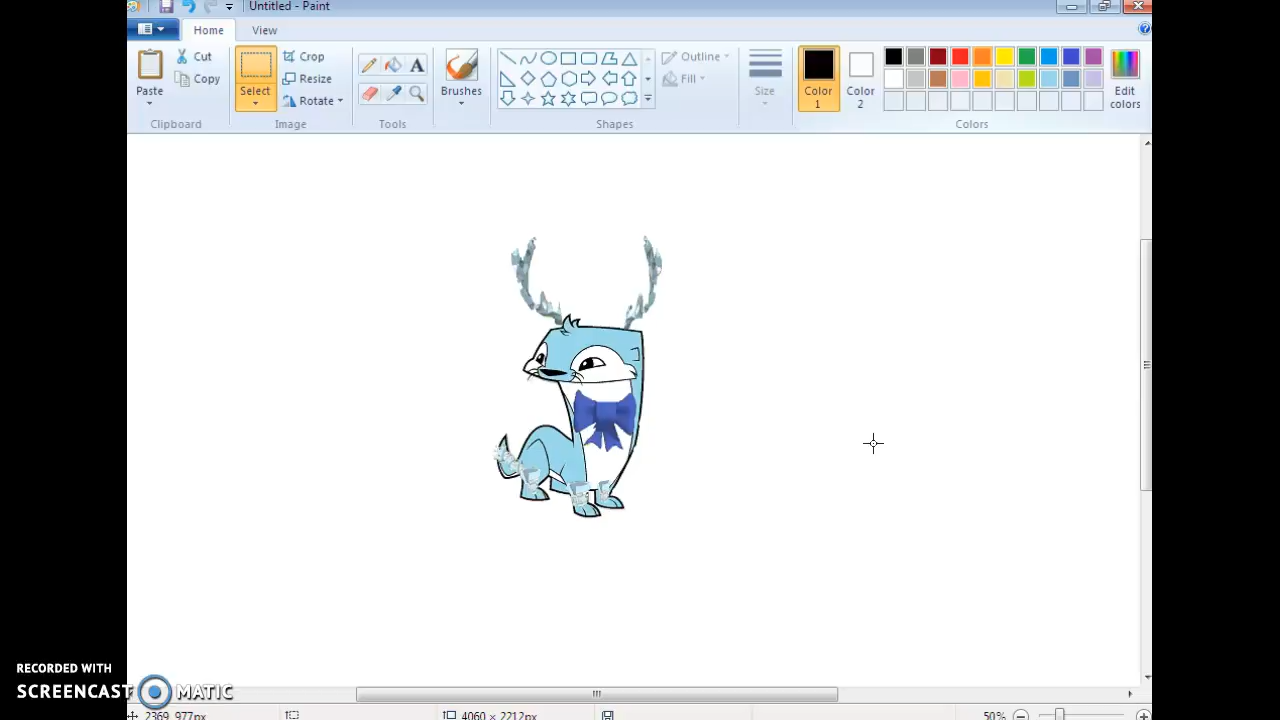 Untitled - Paint
Home View
Paste
Cut
Copy
Clipboard
Select
Crop
Resize
Rotate
Image
A
Tools
Brushes
Shapes
Outline
Fill
Size
Color 1
Color 2
Edit colors
Colors
RECORDED WITH
SCREENCAST MATIC
2369, 977px
4060 × 2212px
50%